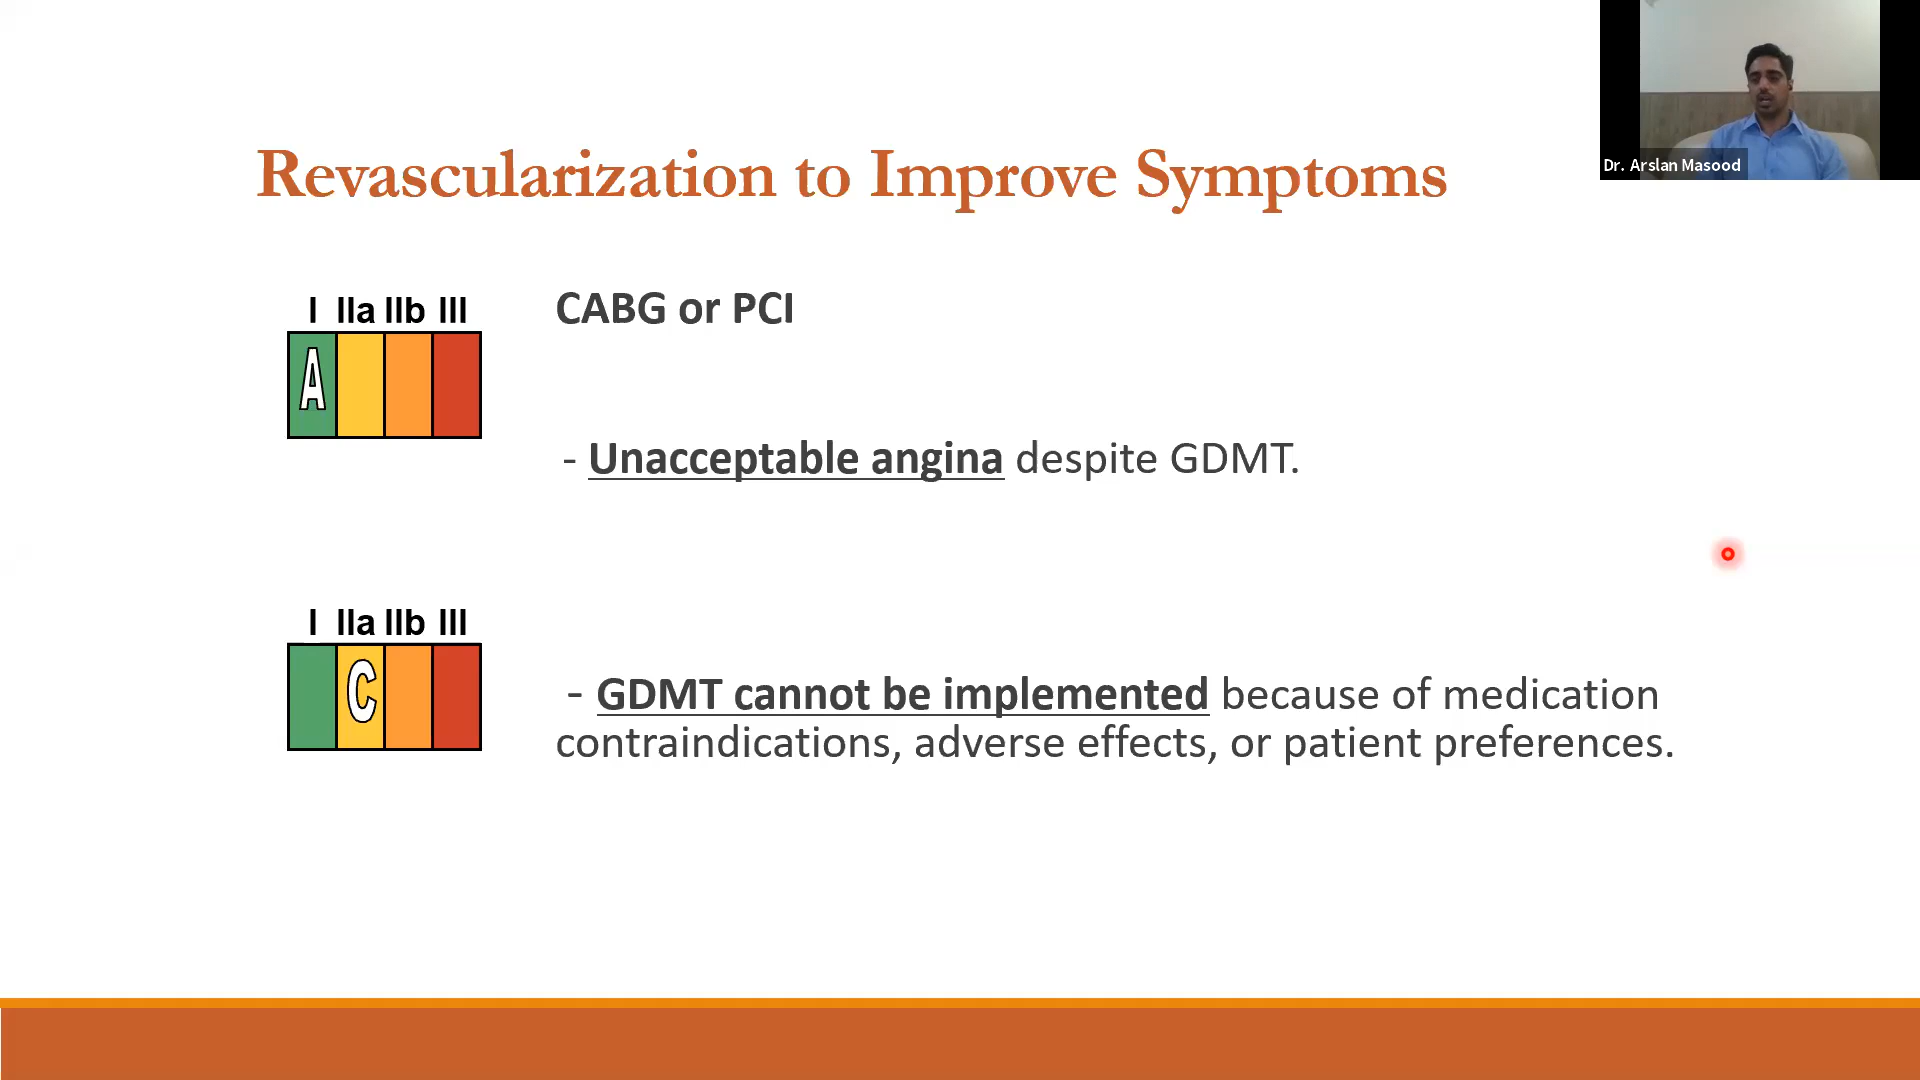 Dr. Arslan Masood
Revascularization to Improve Symptoms
I IIa IIb III
A
CABG or PCI
- Unacceptable angina despite GDMT.
I IIa IIb III
C
- GDMT cannot be implemented because of medication
contraindications, adverse effects, or patient preferences.